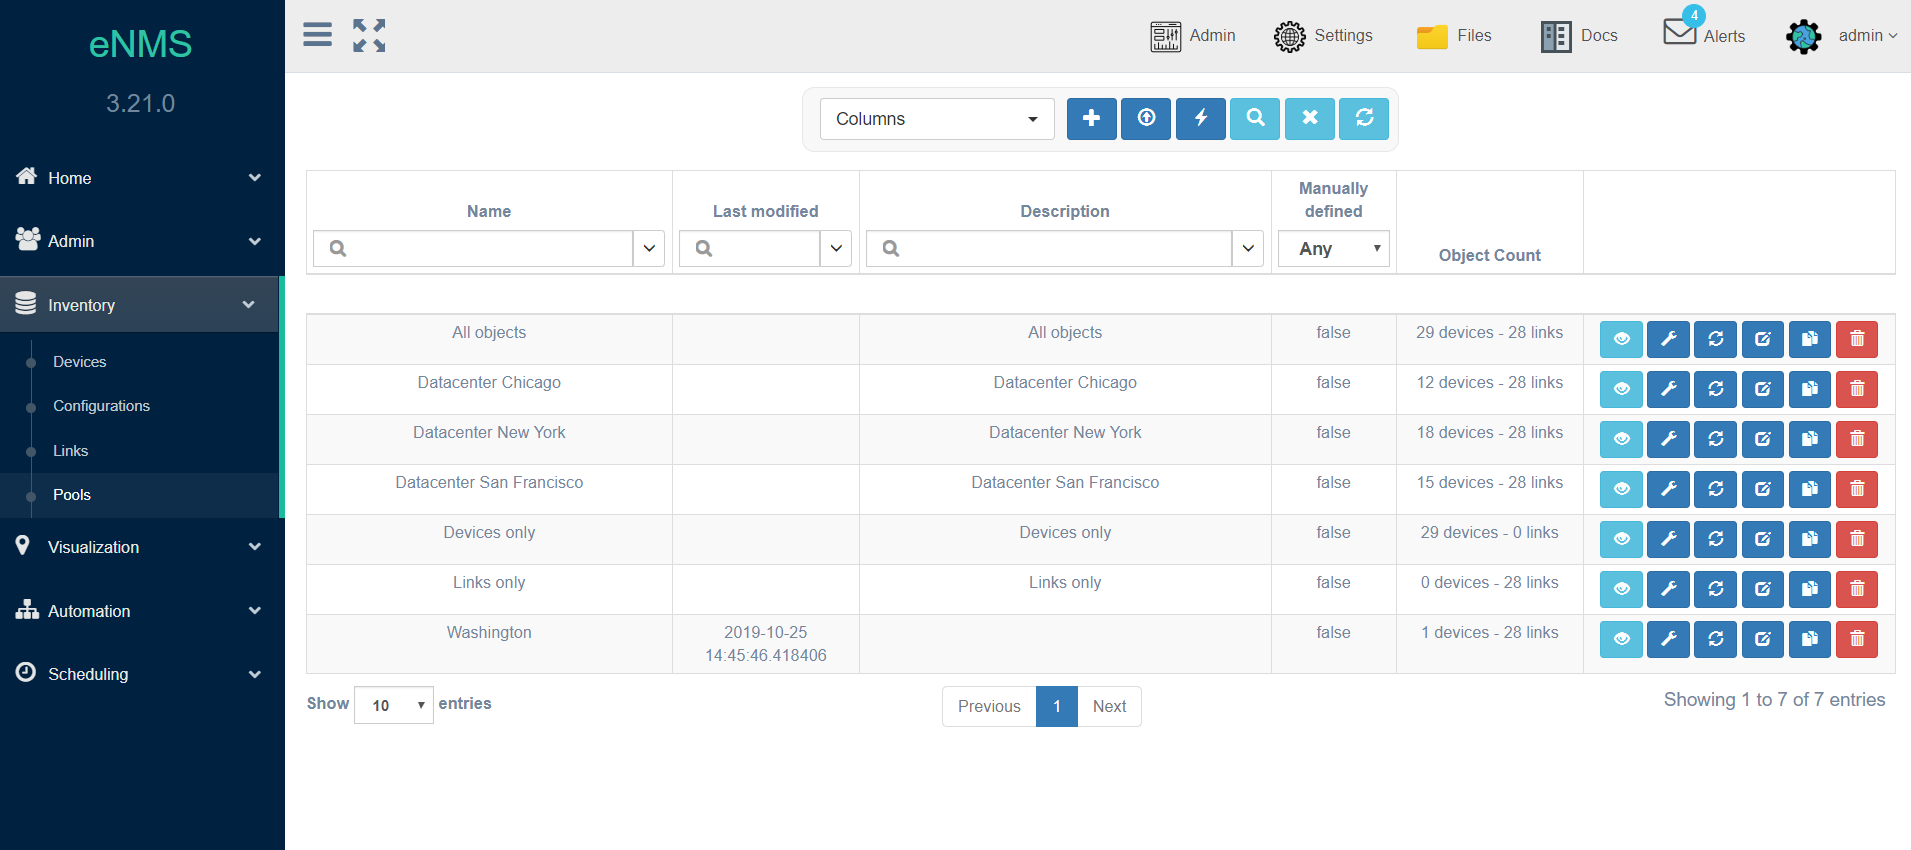 eNMS
3.21.0
Home
Admin
Inventory
Devices
Configurations
Links
Pools
Visualization
Automation
Scheduling
Admin
Settings
Files
Docs
4
Alerts
admin
Columns
Name
Last modified
Description
Manually
defined
Any
Object Count
All objects All objects false 29 devices - 28 links
Datacenter Chicago Datacenter Chicago false 12 devices - 28 links
Datacenter New York Datacenter New York false 18 devices - 28 links
Datacenter San Francisco Datacenter San Francisco false 15 devices - 28 links
Devices only Devices only false 29 devices - 0 links
Links only Links only false 0 devices - 28 links
Washington 2019-10-25 false 1 devices - 28 links
14:45:46.418406
Show 10 entries
Previous 1 Next
Showing 1 to 7 of 7 entries